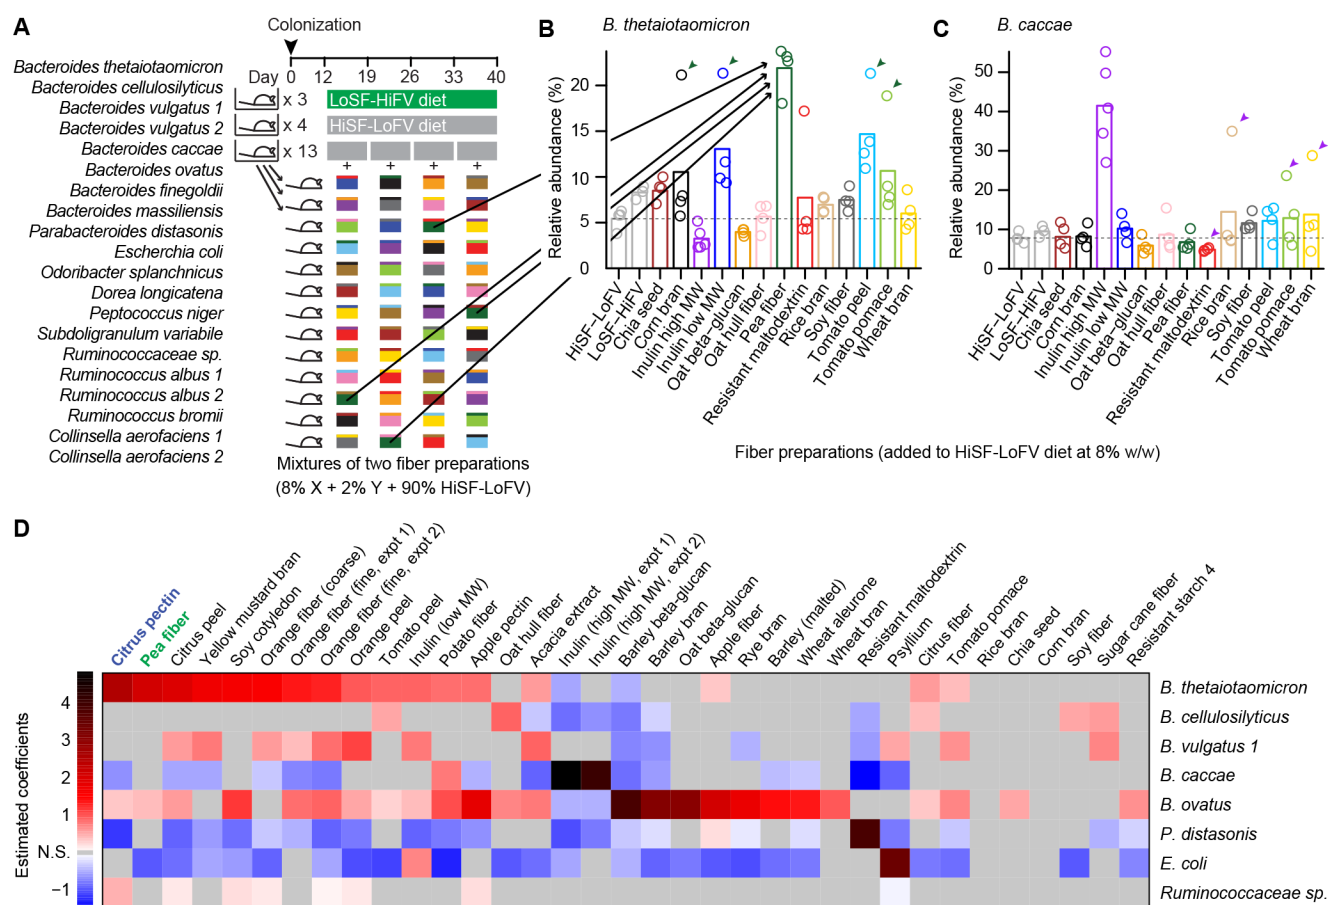 A
Colonization
Day
0 12 19 26 33 40
Bacteroides thetaiotaomicron
Bacteroides cellulosilyticus
Bacteroides vulgatus 1
Bacteroides vulgatus 2
Bacteroides caccae
Bacteroides ovatus
Bacteroides finegoldii
Bacteroides massiliensis
Parabacteroides distasonis
Escherichia coli
Odoribacter splanchnicus
Dorea longicatena
Peptococcus niger
Subdoligranulum variabile
Ruminococcaceae sp.
Ruminococcus albus 1
Ruminococcus albus 2
Ruminococcus bromii
Collinsella aerofaciens 1
Collinsella aerofaciens 2
x 3
LoSF-HiFV diet
x 4
HiSF-LoFV diet
x 13
+ + + +
Mixtures of two fiber preparations
(8% X + 2% Y + 90% HiSF-LoFV)
B
B. thetaiotaomicron
Relative abundance (%)
20
15
10
5
0
HiSF-LoFV
LoSF-HiFV
Chia seed
Corn bran
Inulin high MW
Inulin low MW
Oat beta-glucan
Oat hull fiber
Pea fiber
Resistant maltodextrin
Rice bran
Soy fiber
Tomato peel
Tomato pomace
Wheat bran
C
B. caccae
Relative abundance (%)
50
40
30
20
10
0
HiSF-LoFV
LoSF-HiFV
Chia seed
Corn bran
Inulin high MW
Inulin low MW
Oat beta-glucan
Oat hull fiber
Pea fiber
Resistant maltodextrin
Rice bran
Soy fiber
Tomato peel
Tomato pomace
Wheat bran
Fiber preparations (added to HiSF-LoFV diet at 8% w/w)
D
Citrus pectin
Pea fiber
Citrus peel
Yellow mustard bran
Soy cotyledon
Orange fiber (coarse)
Orange fiber (fine, expt 1)
Orange fiber (fine, expt 2)
Orange peel
Tomato peel
Inulin (low MW)
Potato fiber
Apple pectin
Oat hull fiber
Acacia extract
Inulin (high MW, expt 1)
Inulin (high MW, expt 2)
Barley beta-glucan
Barley bran
Oat beta-glucan
Apple fiber
Rye bran
Barley (malted)
Wheat aleurone
Wheat bran
Resistant maltodextrin
Psyllium
Citrus fiber
Tomato pomace
Rice bran
Chia seed
Corn bran
Soy fiber
Sugar cane fiber
Resistant starch 4
Estimated coefficients
4
3
2
1
N.S.
−1
B. thetaiotaomicron
B. cellulosilyticus
B. vulgatus 1
B. caccae
B. ovatus
P. distasonis
E. coli
Ruminococcaceae sp.